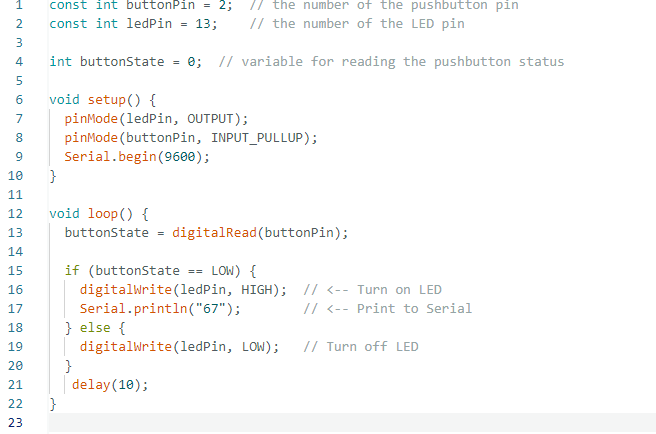 1 const int buttonPin = 2;  // the number of the pushbutton pin
2 const int ledPin = 13;    // the number of the LED pin
3
4 int buttonState = 0;  // variable for reading the pushbutton status
5
6 void setup() {
7   pinMode(ledPin, OUTPUT);
8   pinMode(buttonPin, INPUT_PULLUP);
9   Serial.begin(9600);
10 }
11
12 void loop() {
13   buttonState = digitalRead(buttonPin);
14
15   if (buttonState == LOW) {
16     digitalWrite(ledPin, HIGH);  // <-- Turn on LED
17     Serial.println("67");        // <-- Print to Serial
18   } else {
19     digitalWrite(ledPin, LOW);   // Turn off LED
20   }
21    delay(10);
22 }
23